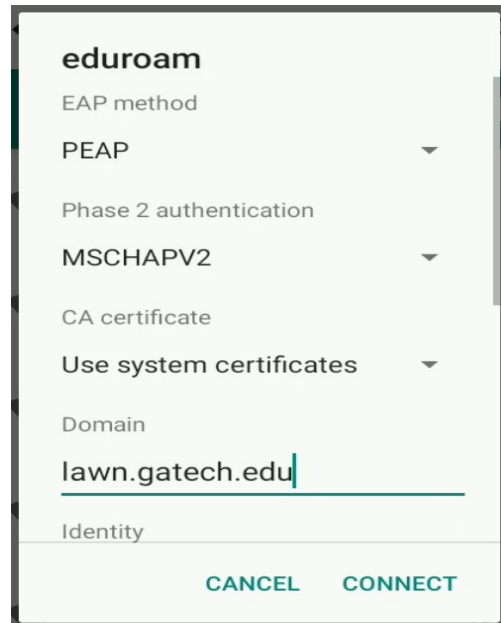 eduroam
EAP method
PEAP
Phase 2 authentication
MSCHAPV2
CA certificate
Use system certificates
Domain
lawn.gatech.edu
Identity
CANCEL CONNECT